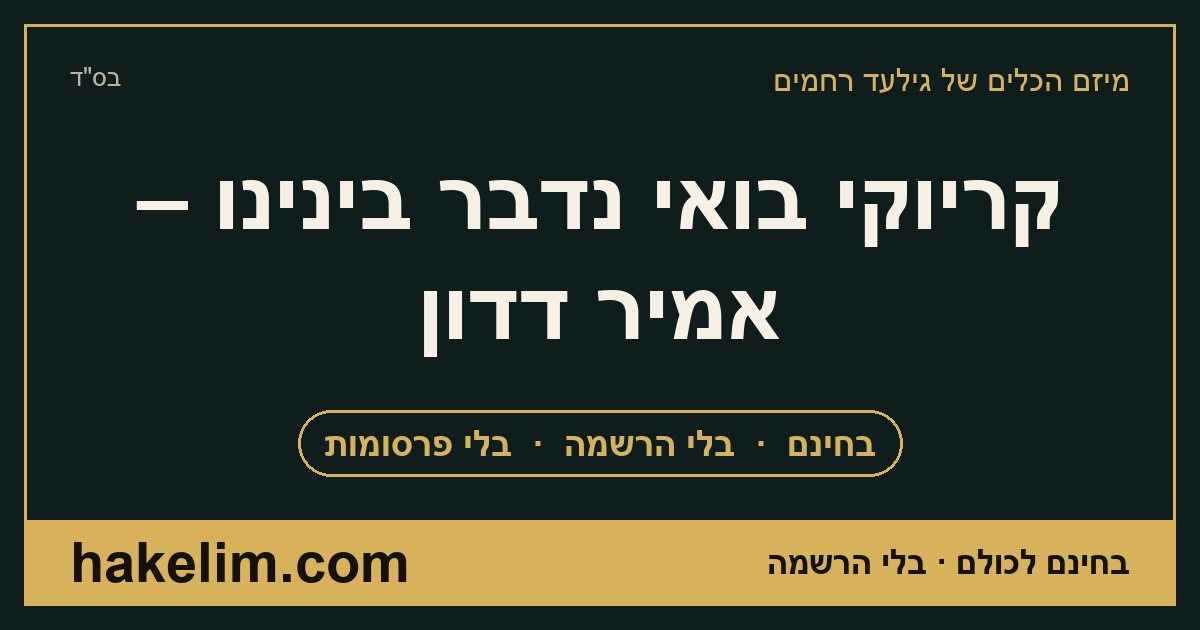 מיזם הכלים של גילעד רחמים
בס"ד
קריוקי בואי נדבר בינינו –
אמיר דדון
בחינם · בלי הרשמה · בלי פרסומות
בחינם לכולם · בלי הרשמה
hakelim.com